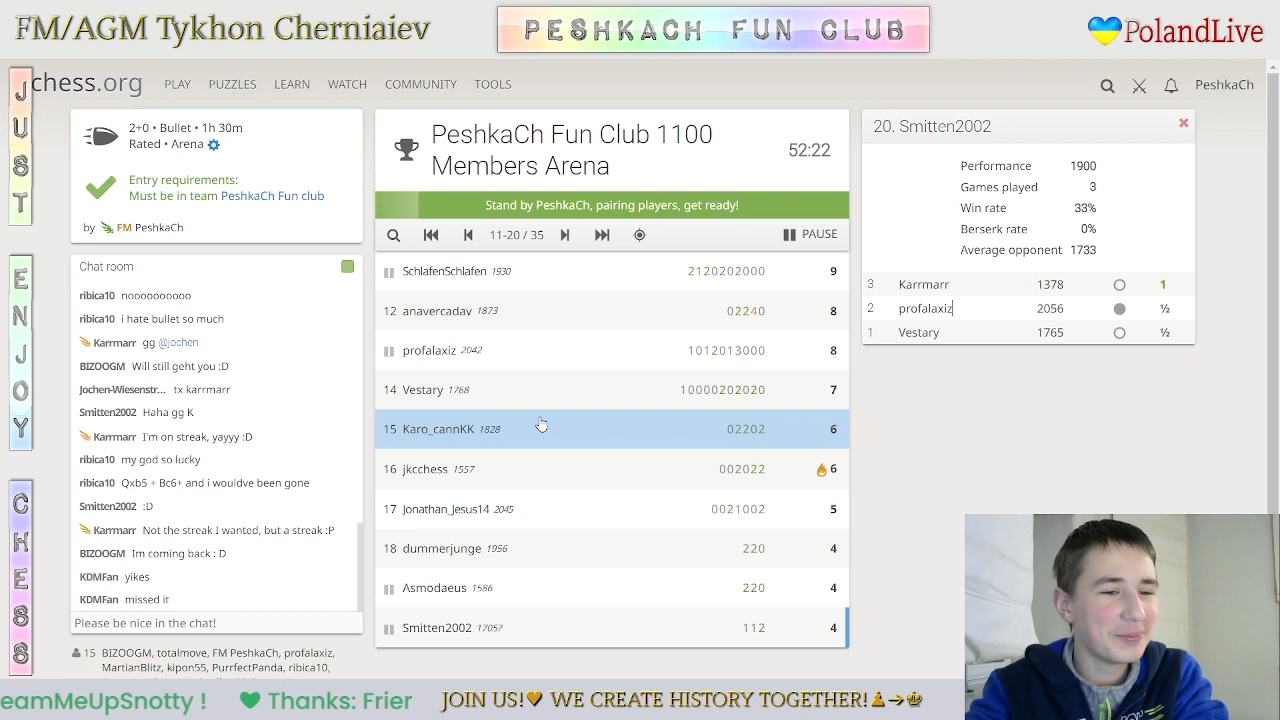 FM/AGM Tykhon Cherniaiev
PESHKACH FUN CLUB
PolandLive
JUST
ENJOY
CHESS
chess.org
PLAY PUZZLES LEARN WATCH COMMUNITY TOOLS
PeshkaCh
2+0 • Bullet • 1h 30m
Rated • Arena
Entry requirements:
Must be in team PeshkaCh Fun club
by FM PeshkaCh
Chat room
ribica10 noooooooooo
ribica10 i hate bullet so much
Karrmarr gg @jochen
BIZOOGM Will still geht you :D
Jochen-Wiesenstr... tx karrmarr
Smitten2002 Haha gg K
Karrmarr I'm on streak, yayyy :D
ribica10 my god so lucky
ribica10 Qxb5 + Bc6+ and i wouldve been gone
Smitten2002 :D
Karrmarr Not the streak I wanted, but a streak :P
BIZOOGM Im coming back : D
KDMFan yikes
KDMFan missed it
Please be nice in the chat!
15 BIZOOGM, totalmove, FM PeshkaCh, profalaxiz,
MartianBlitz, kipon55, PurrfectPanda, ribica10,
PeshkaCh Fun Club 1100
Members Arena
52:22
Stand by PeshkaCh, pairing players, get ready!
11-20 / 35
PAUSE
SchlafenSchlafen 1930 2120202000 9
12 anavercadav 1873 02240 8
profalaxiz 2042 1012013000 8
14 Vestary 1768 10000202020 7
15 Karo_cannKK 1828 02202 6
16 jkcchess 1557 002022 6
17 Jonathan_Jesus14 2045 0021002 5
18 dummerjunge 1956 220 4
Asmodaeus 1586 220 4
Smitten2002 1705? 112 4
20. Smitten2002
Performance 1900
Games played 3
Win rate 33%
Berserk rate 0%
Average opponent 1733
3 Karrmarr 1378 1
2 profalaxiz 2056 ½
1 Vestary 1765 ½
eamMeUpSnotty ! Thanks: Frier
JOIN US! WE CREATE HISTORY TOGETHER!